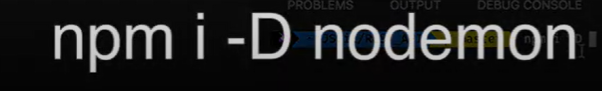 PROBLEMS OUTPUT DEBUG CONSOLE
npm i -D nodemon